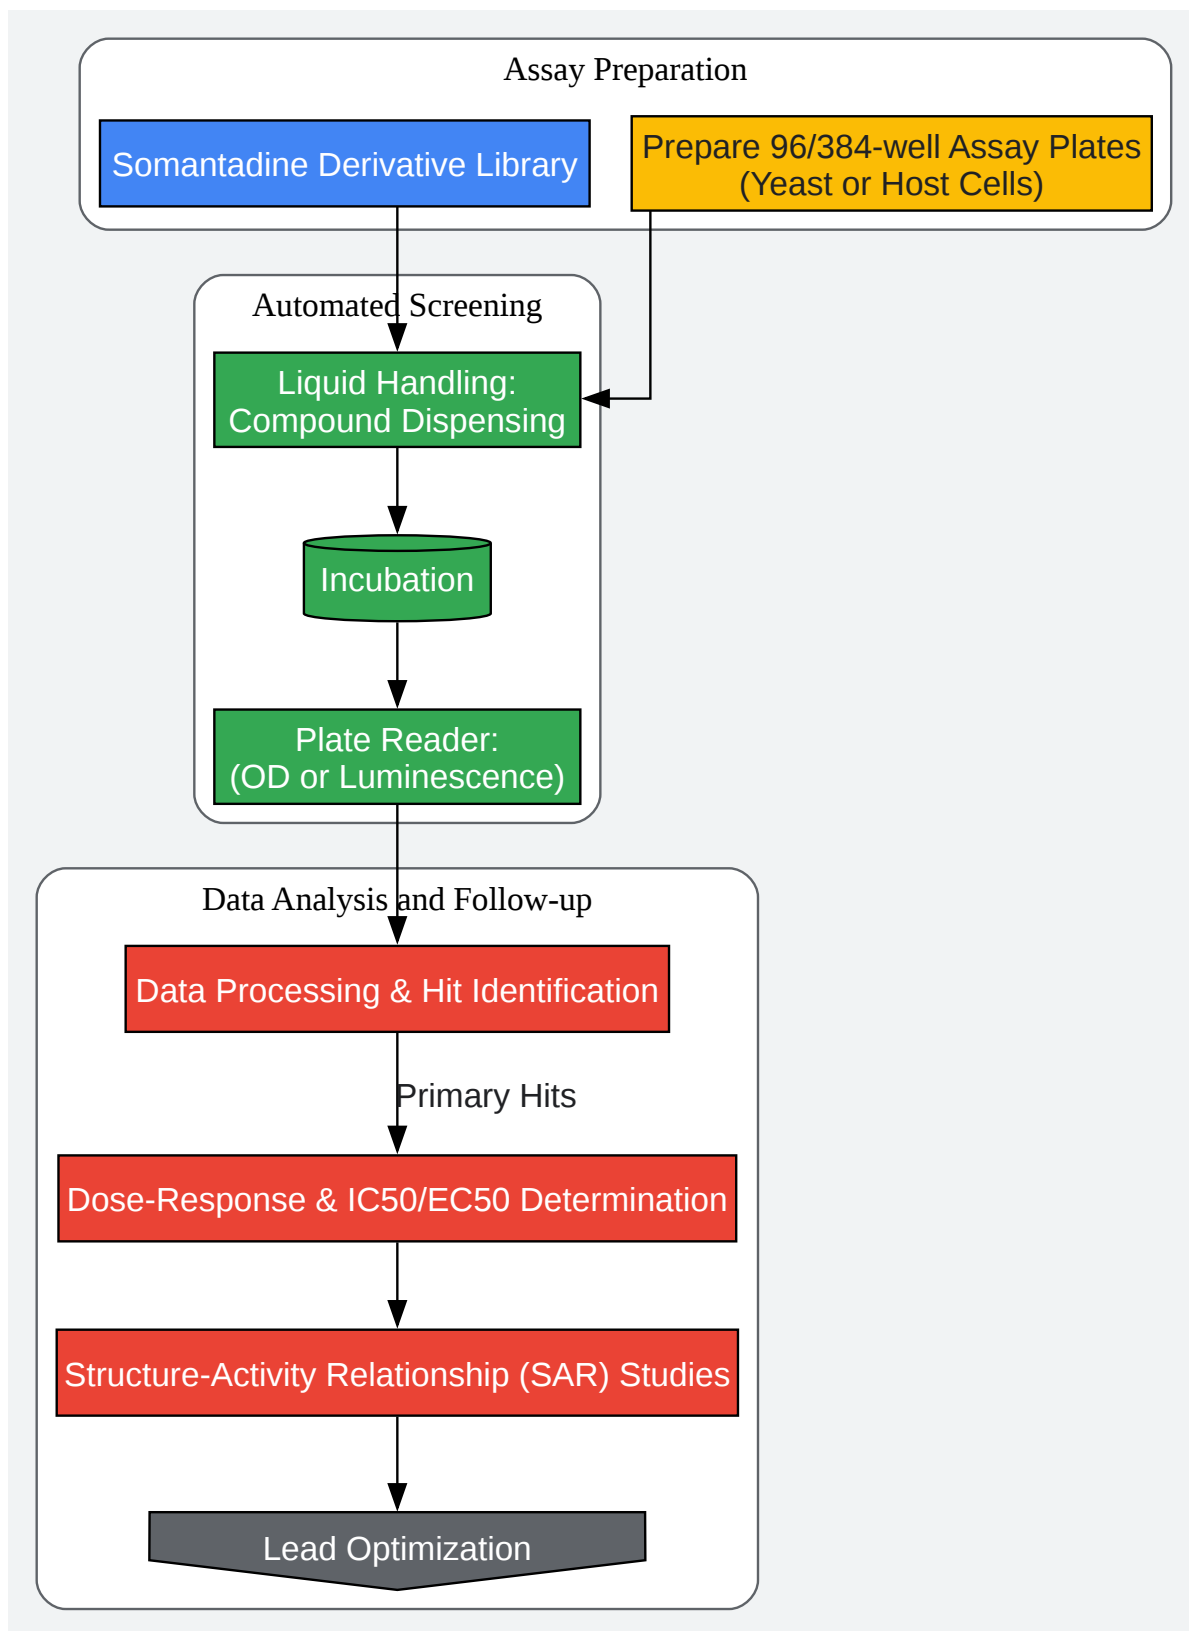 Assay Preparation
Somantadine Derivative Library
Prepare 96/384-well Assay Plates
(Yeast or Host Cells)
Automated Screening
Liquid Handling:
Compound Dispensing
Incubation
Plate Reader:
(OD or Luminescence)
Data Analysis and Follow-up
Data Processing & Hit Identification
Primary Hits
Dose-Response & IC50/EC50 Determination
Structure-Activity Relationship (SAR) Studies
Lead Optimization